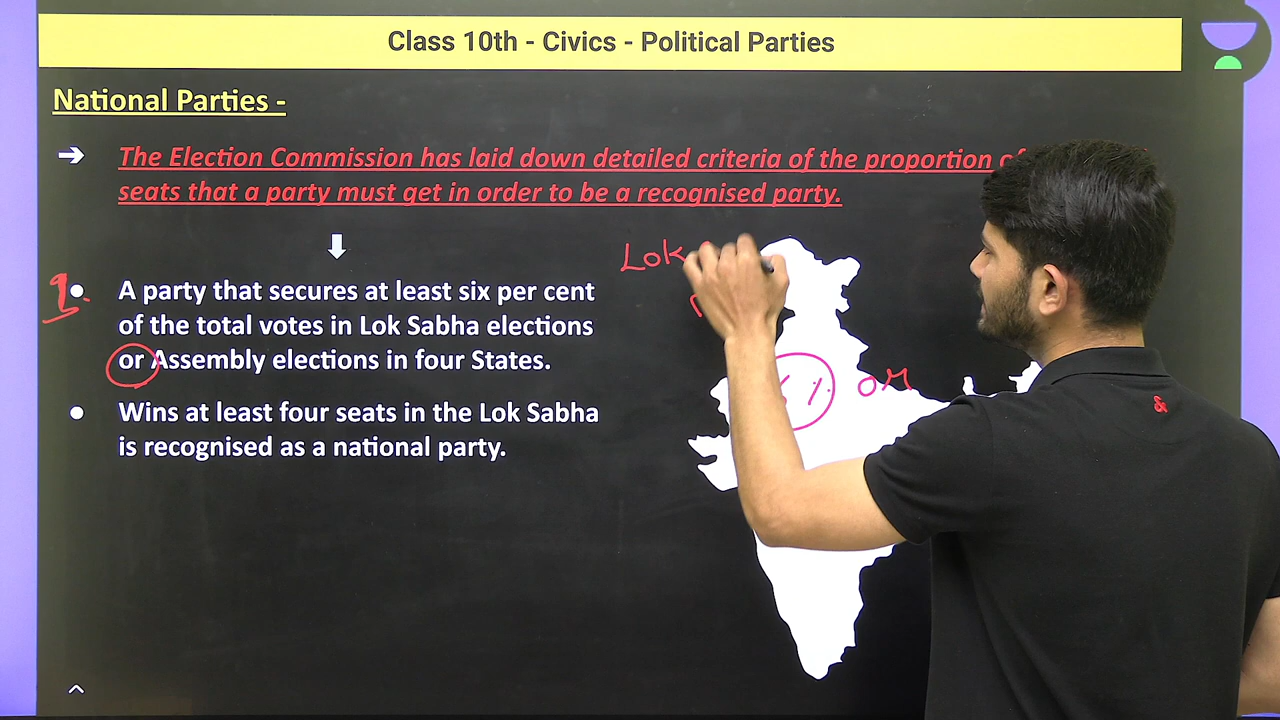 Class 10th - Civics - Political Parties
National Parties -
The Election Commission has laid down detailed criteria of the proportion of
seats that a party must get in order to be a recognised party.
1.
A party that secures at least six per cent
of the total votes in Lok Sabha elections
or Assembly elections in four States.
Wins at least four seats in the Lok Sabha
is recognised as a national party.
Lok
%
or